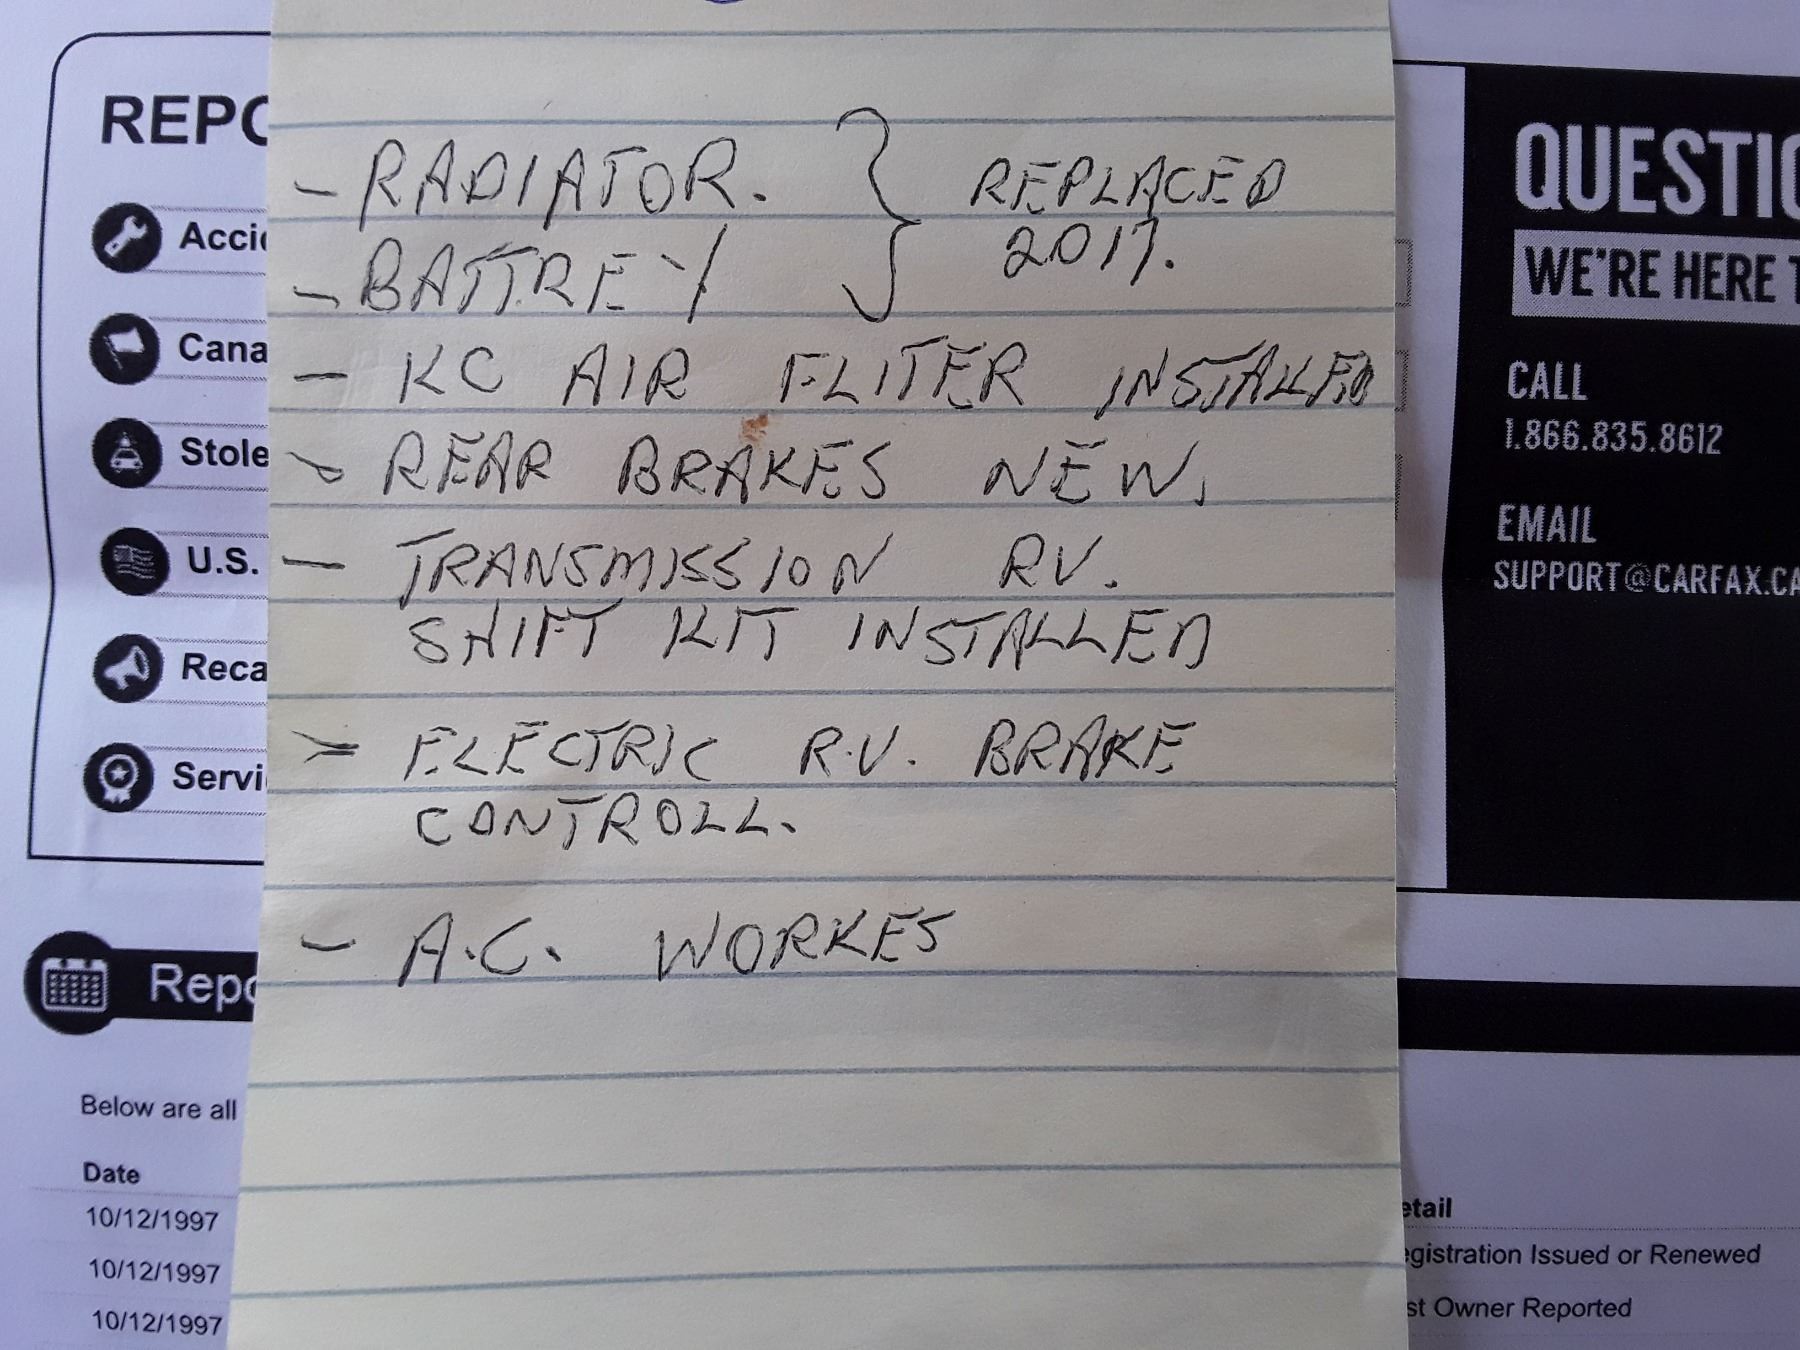 REPO
Accid
Cana
Stole
U.S.
Reca
Servi
- RADIATOR. } REPLACED
- BATTREY 2017.
- KC AIR FLITER INSTALLED
- REAR BRAKES NEW.
- TRANSMISSION RV.
SHIFT KIT INSTALLED
- ELECTRIC R.V. BRAKE
CONTROLL.
- A.C. WORKES
QUESTIO
WE'RE HERE T
CALL
1.866.835.8612
EMAIL
SUPPORT@CARFAX.CA
Repo
Below are all
Date
etail
10/12/1997
egistration Issued or Renewed
10/12/1997
st Owner Reported
10/12/1997